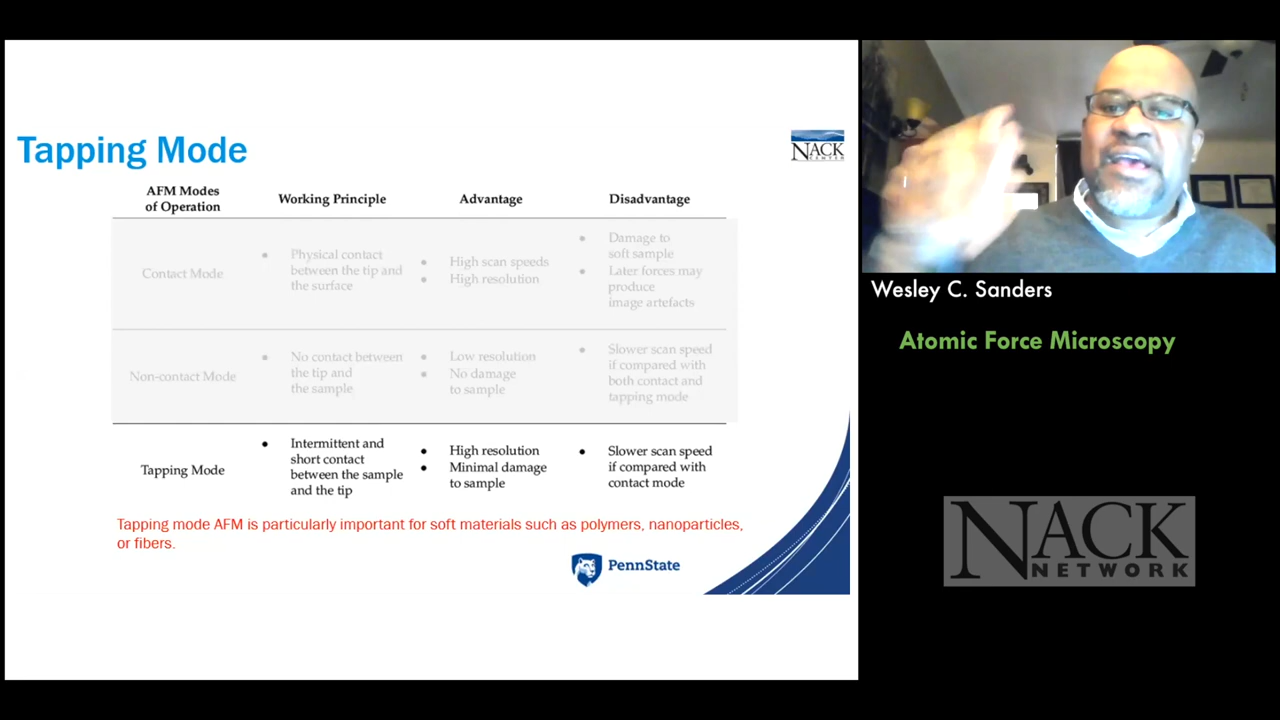 Tapping Mode
NACK
CENTER
AFM Modes
of Operation
Working Principle
Advantage
Disadvantage
Contact Mode
• Physical contact
between the tip and
the surface
• High scan speeds
• High resolution
• Damage to
soft sample
• Later forces may
produce
image artefacts
Non-contact Mode
• No contact between
the tip and
the sample
• Low resolution
• No damage
to sample
• Slower scan speed
if compared with
both contact and
tapping mode
Tapping Mode
• Intermittent and
short contact
between the sample
and the tip
• High resolution
• Minimal damage
to sample
• Slower scan speed
if compared with
contact mode
Tapping mode AFM is particularly important for soft materials such as polymers, nanoparticles,
or fibers.
PennState
Wesley C. Sanders
Atomic Force Microscopy
NACK
NETWORK